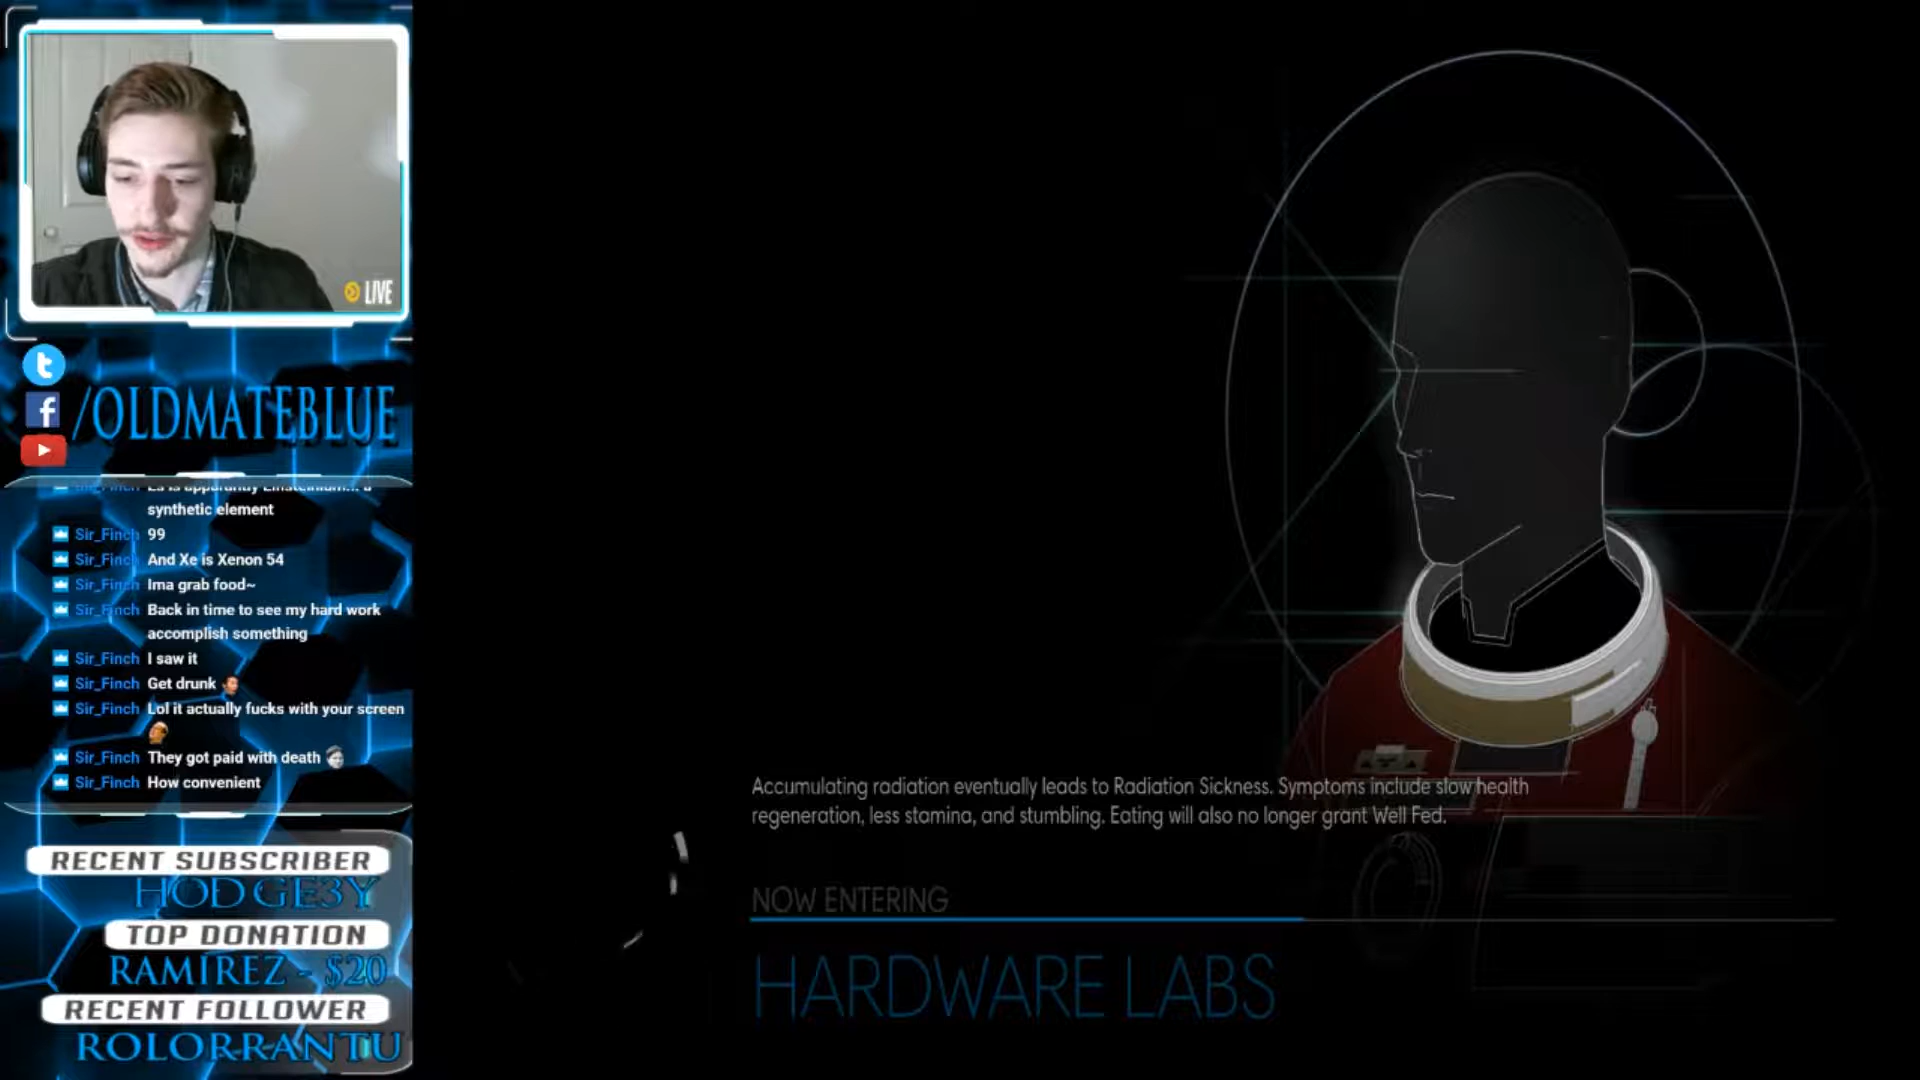 LIVE
/OLDMATEBLUE
synthetic element
Sir_Finch 99
Sir_Finch And Xe is Xenon 54
Sir_Finch Ima grab food~
Sir_Finch Back in time to see my hard work
accomplish something
Sir_Finch I saw it
Sir_Finch Get drunk
Sir_Finch Lol it actually fucks with your screen
Sir_Finch They got paid with death
Sir_Finch How convenient
RECENT SUBSCRIBER
HODGE3Y
TOP DONATION
RAMIREZ - $20
RECENT FOLLOWER
ROLORRANTU
Accumulating radiation eventually leads to Radiation Sickness. Symptoms include slow health
regeneration, less stamina, and stumbling. Eating will also no longer grant Well Fed.
NOW ENTERING
HARDWARE LABS